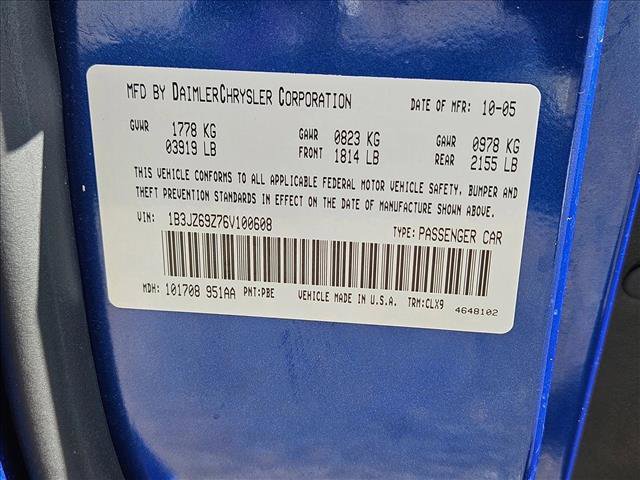 MFD BY DAIMLERCHRYSLER CORPORATION DATE OF MFR: 10-05
GVWR 1778 KG GAWR 0823 KG GAWR 0978 KG
03919 LB FRONT 1814 LB REAR 2155 LB
THIS VEHICLE CONFORMS TO ALL APPLICABLE FEDERAL MOTOR VEHICLE SAFETY, BUMPER AND
THEFT PREVENTION STANDARDS IN EFFECT ON THE DATE OF MANUFACTURE SHOWN ABOVE.
VIN: 1B3JZ69Z76V100608 TYPE: PASSENGER CAR
MDH: 101708 951AA PNT:PBE VEHICLE MADE IN U.S.A. TRM:CLX9
4648102